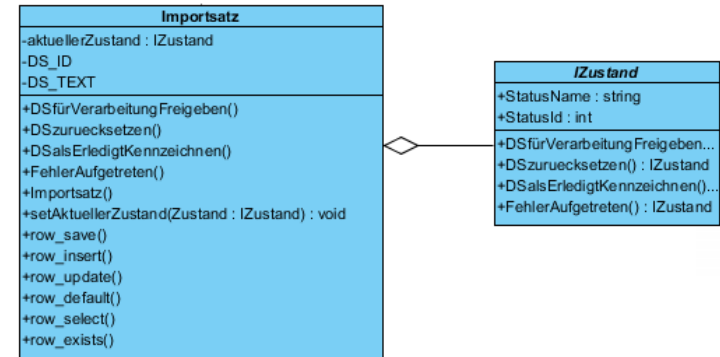 Importsatz
-aktuellerZustand : IZustand
-DS_ID
-DS_TEXT
+DSfürVerarbeitungFreigeben()
+DSzuruecksetzen()
+DSalsErledigtKennzeichnen()
+FehlerAufgetreten()
+Importsatz()
+setAktuellerZustand(Zustand : IZustand) : void
+row_save()
+row_insert()
+row_update()
+row_default()
+row_select()
+row_exists()
IZustand
+StatusName : string
+StatusId : int
+DSfürVerarbeitungFreigeben...
+DSzuruecksetzen() : IZustand
+DSalsErledigtKennzeichnen()...
+FehlerAufgetreten() : IZustand